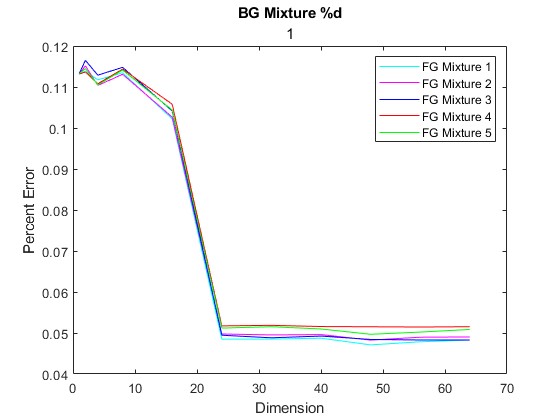 BG Mixture %d
1
0.12
0.11
0.1
0.09
0.08
0.07
0.06
0.05
0.04
Percent Error
FG Mixture 1
FG Mixture 2
FG Mixture 3
FG Mixture 4
FG Mixture 5
0 10 20 30 40 50 60 70
Dimension